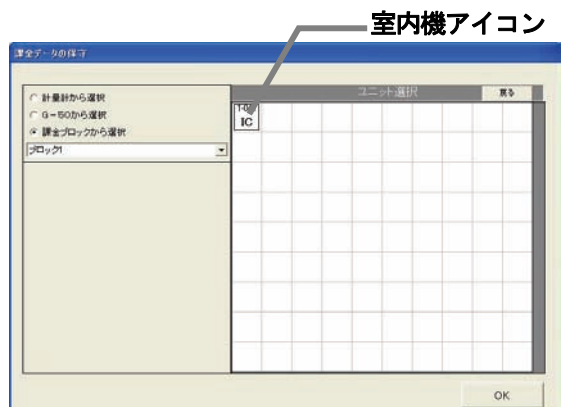 室内機アイコン
課金データの保守
計量計から選択
G-50から選択
課金ブロックから選択
ブロック1
ユニット選択
戻る
IC
OK